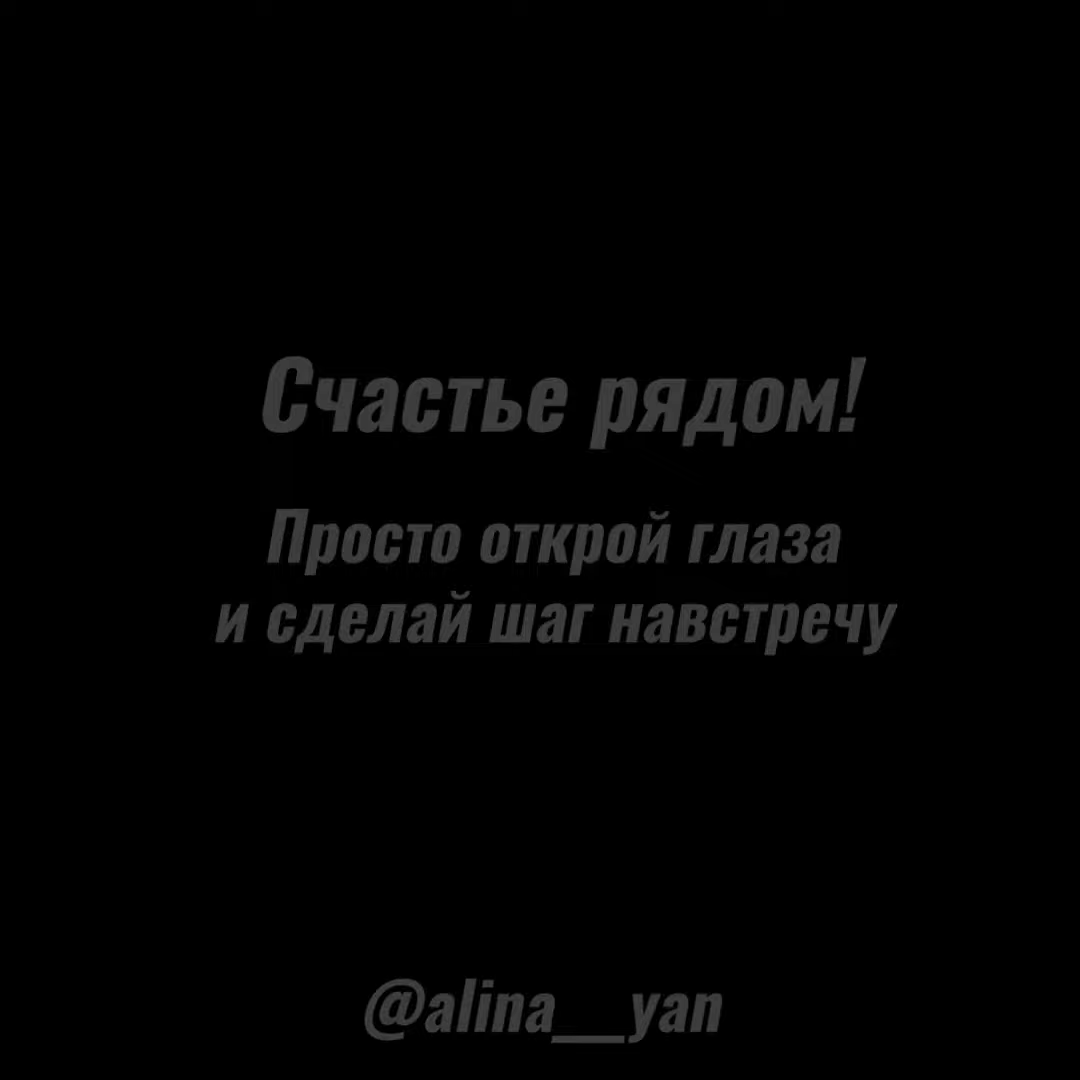 Счастье рядом!
Просто открой глаза
и сделай шаг навстречу
@alina__yan